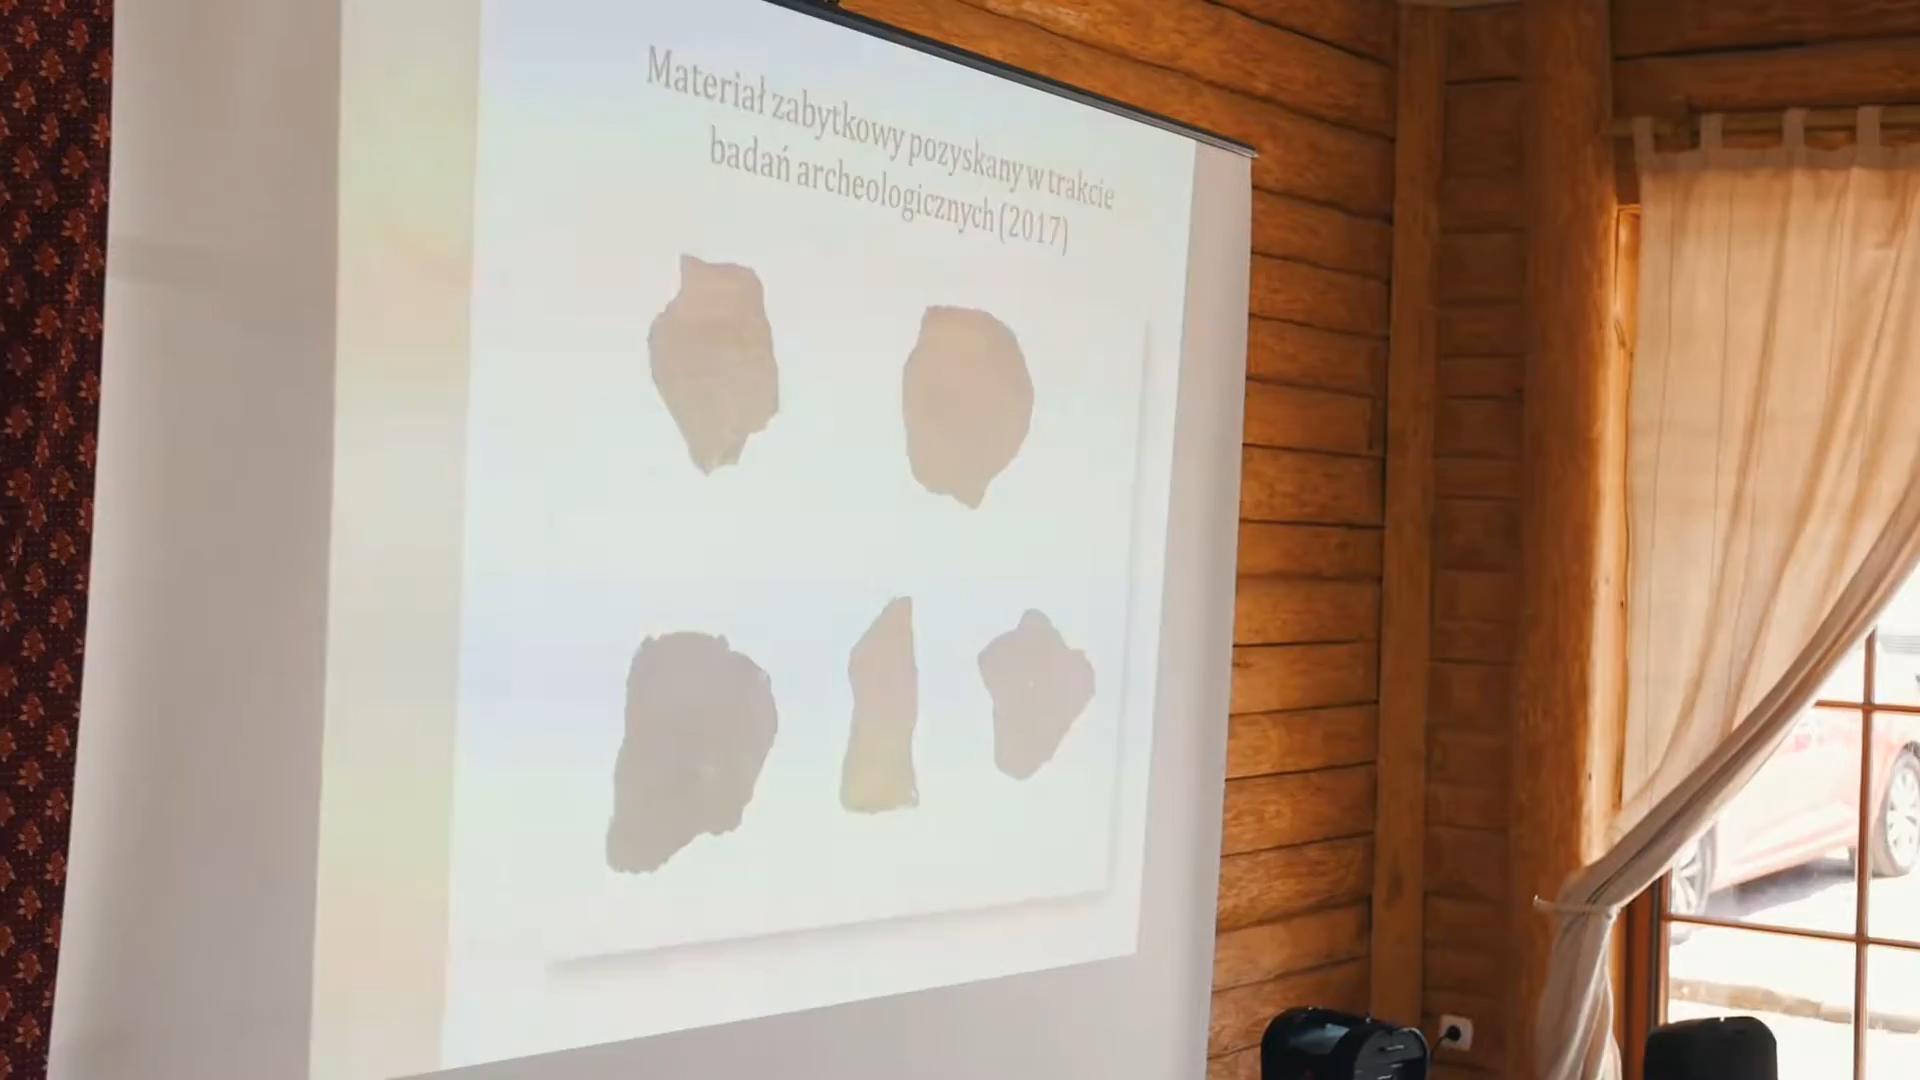 Materiał zabytkowy pozyskany w trakcie
badań archeologicznych (2017)